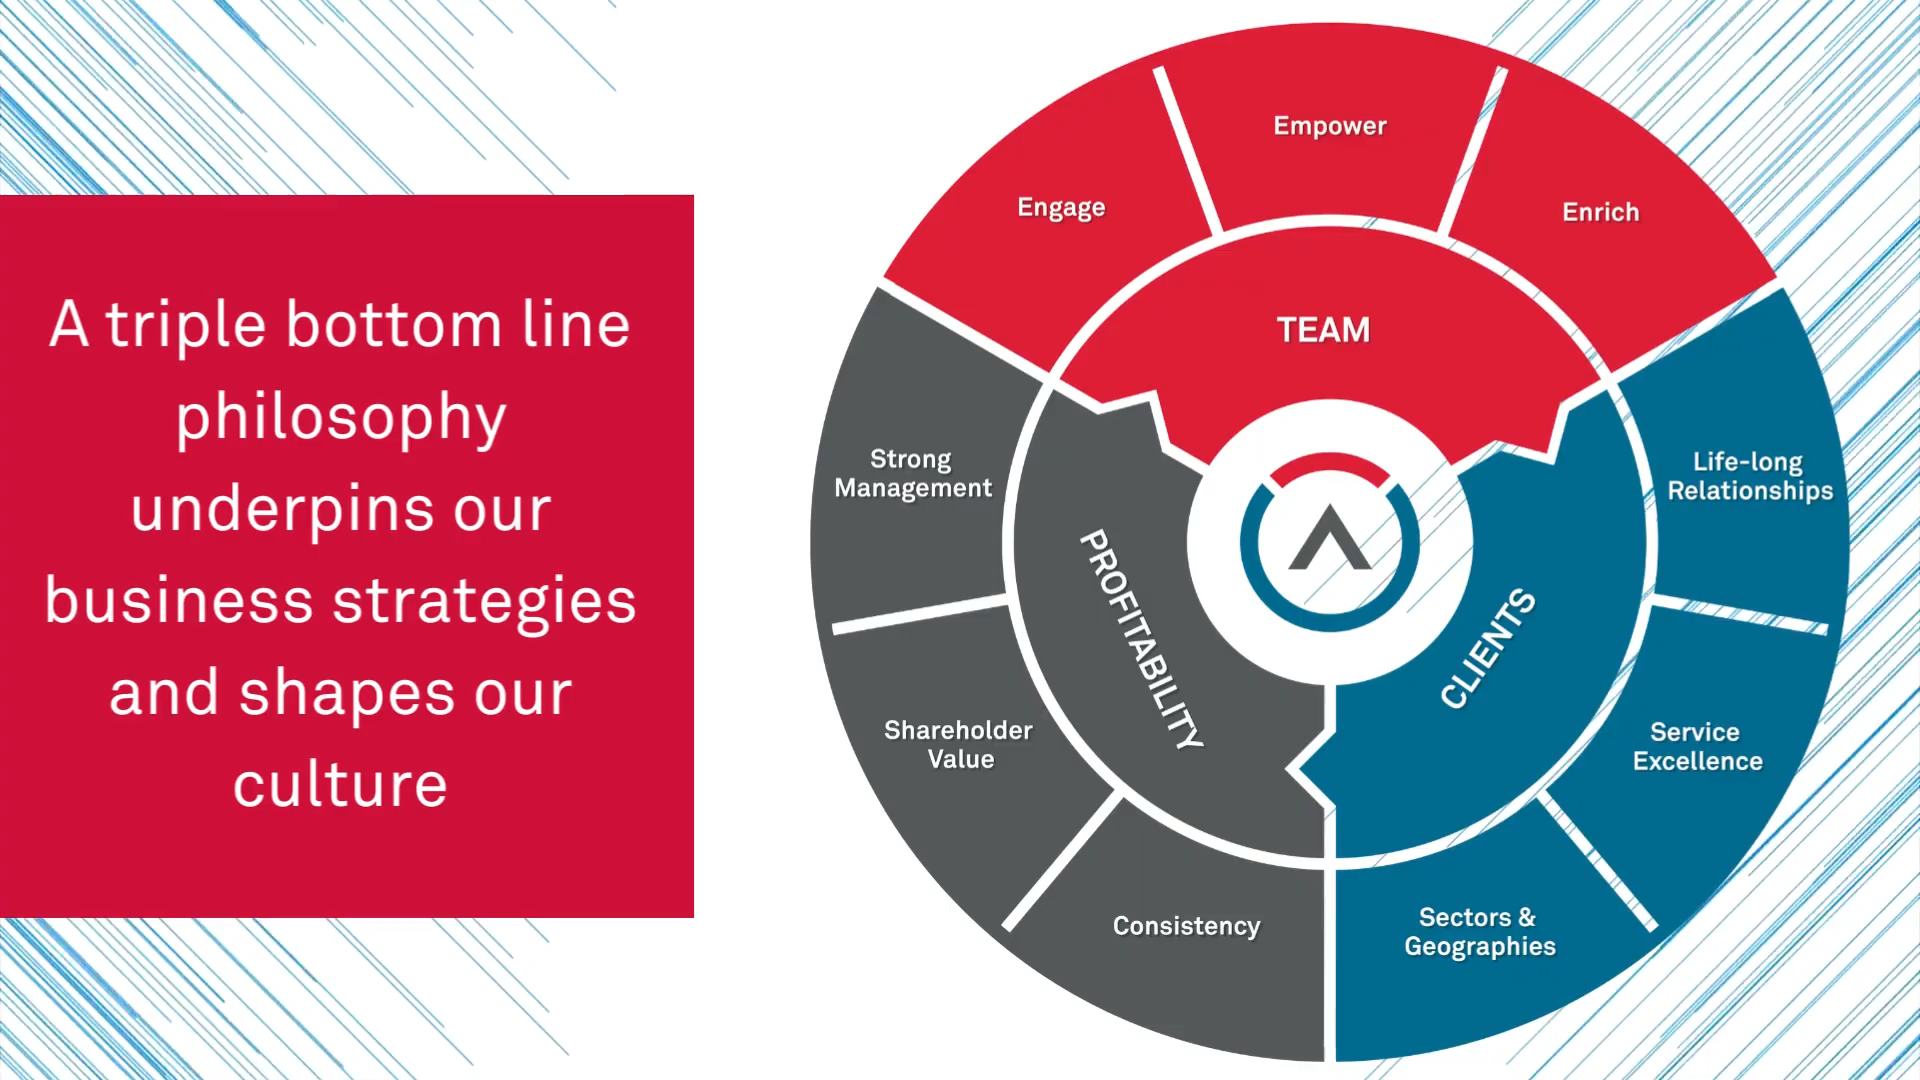 A triple bottom line
philosophy
underpins our
business strategies
and shapes our
culture
Empower
Engage
Enrich
TEAM
Strong
Management
Life-long
Relationships
PROFITABILITY
CLIENTS
Shareholder
Value
Service
Excellence
Consistency
Sectors &
Geographies